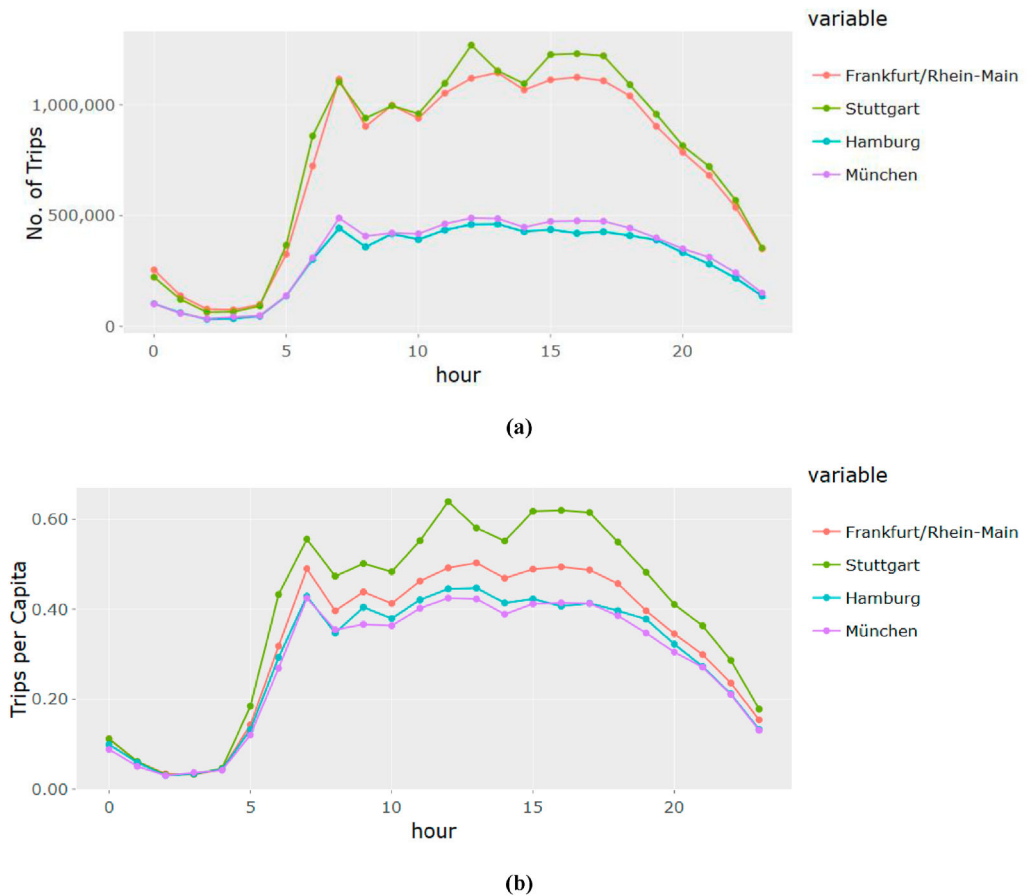 variable
Frankfurt/Rhein-Main
Stuttgart
Hamburg
München
No. of Trips
1,000,000
500,000
0
0 5 10 15 20
hour
(a)
variable
Frankfurt/Rhein-Main
Stuttgart
Hamburg
München
Trips per Capita
0.60
0.40
0.20
0.00
0 5 10 15 20
hour
(b)